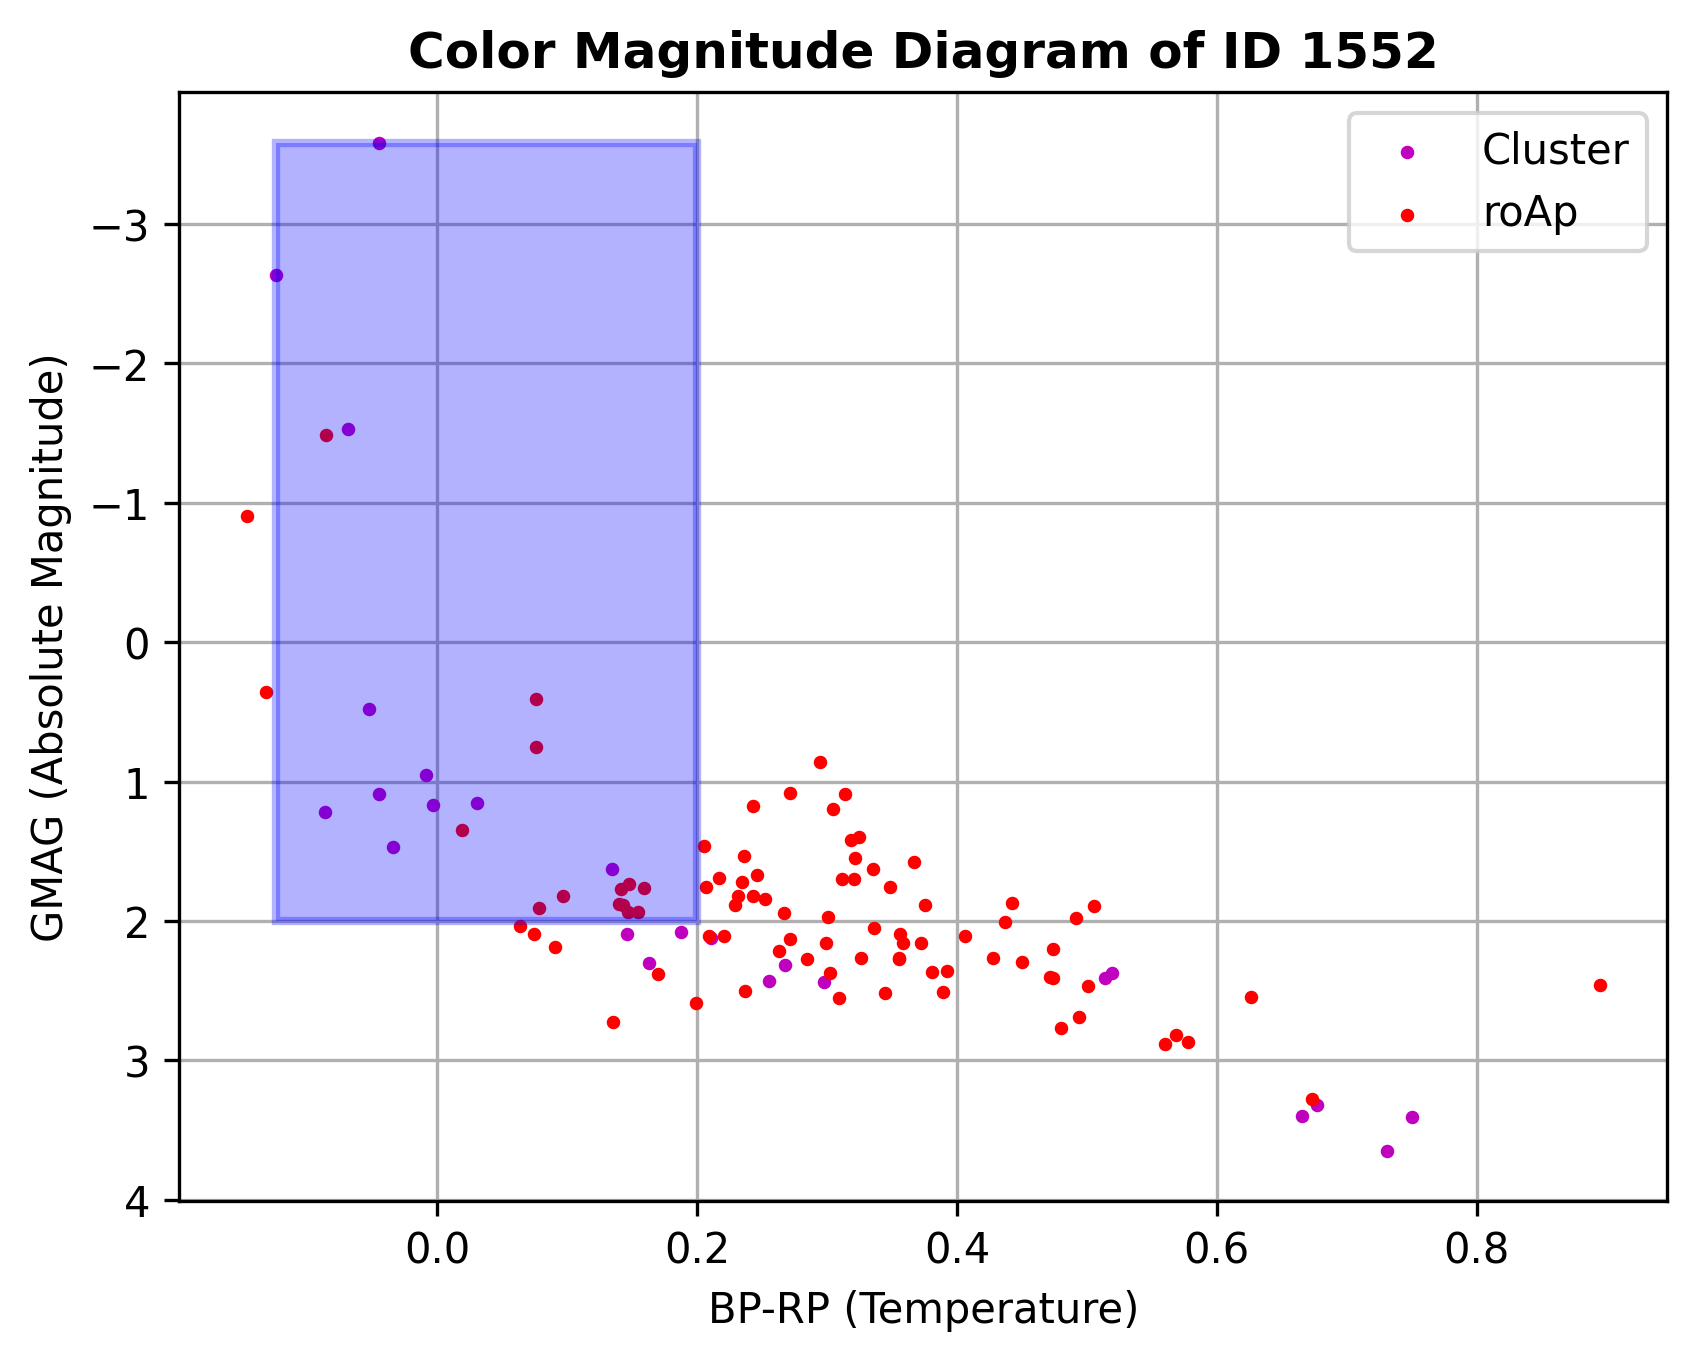 Color Magnitude Diagram of ID 1552
Cluster
roAp
GMAG (Absolute Magnitude)
−3
−2
−1
0
1
2
3
4
0.0 0.2 0.4 0.6 0.8
BP-RP (Temperature)